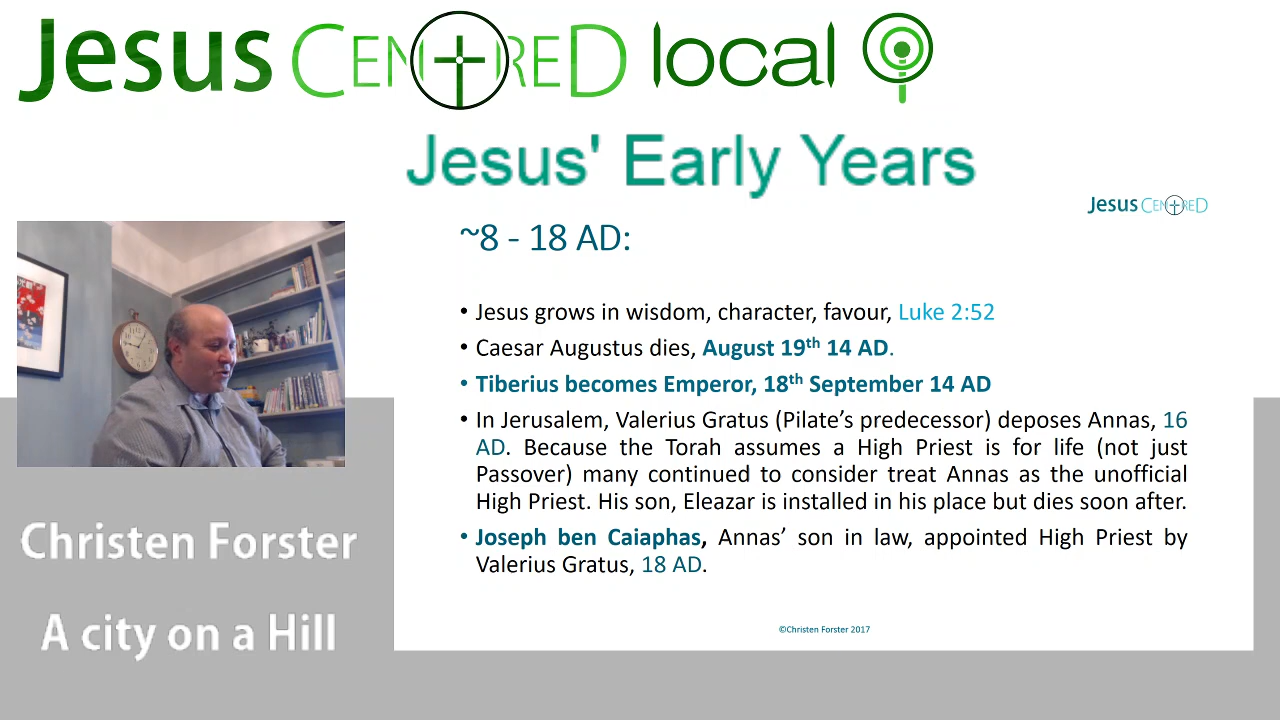 Jesus CENTRED local
Jesus' Early Years
Jesus CENTRED
~8 - 18 AD:
• Jesus grows in wisdom, character, favour, Luke 2:52
• Caesar Augustus dies, August 19th 14 AD.
• Tiberius becomes Emperor, 18th September 14 AD
• In Jerusalem, Valerius Gratus (Pilate’s predecessor) deposes Annas, 16
AD. Because the Torah assumes a High Priest is for life (not just
Passover) many continued to consider treat Annas as the unofficial
High Priest. His son, Eleazar is installed in his place but dies soon after.
• Joseph ben Caiaphas, Annas’ son in law, appointed High Priest by
Valerius Gratus, 18 AD.
©Christen Forster 2017
Christen Forster
A city on a Hill